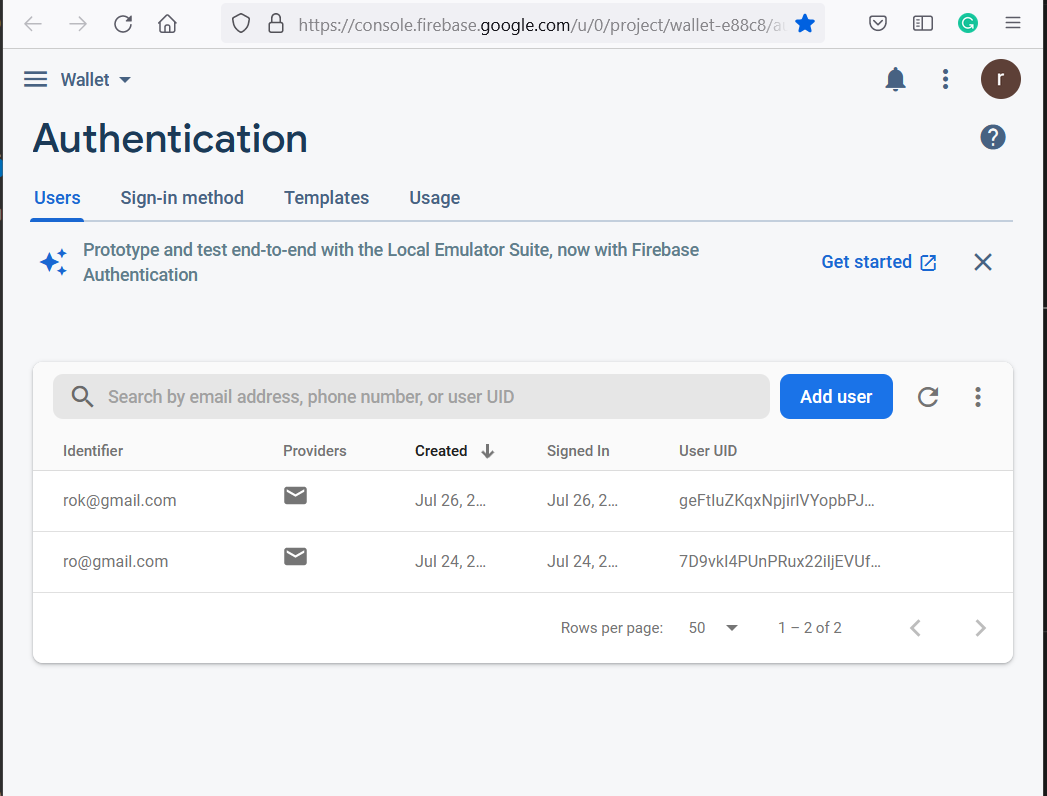 https://console.firebase.google.com/u/0/project/wallet-e88c8/au
G
Wallet
r
Authentication
?
Users Sign-in method Templates Usage
Prototype and test end-to-end with the Local Emulator Suite, now with Firebase
Authentication
Get started
Search by email address, phone number, or user UID
Add user
Identifier Providers Created Signed In User UID
rok@gmail.com Jul 26, 2... Jul 26, 2... geFtIuZKqxNpjirIVYopbPJ...
ro@gmail.com Jul 24, 2... Jul 24, 2... 7D9vkI4PUnPRux22iIjEVUf...
Rows per page: 50 1 – 2 of 2